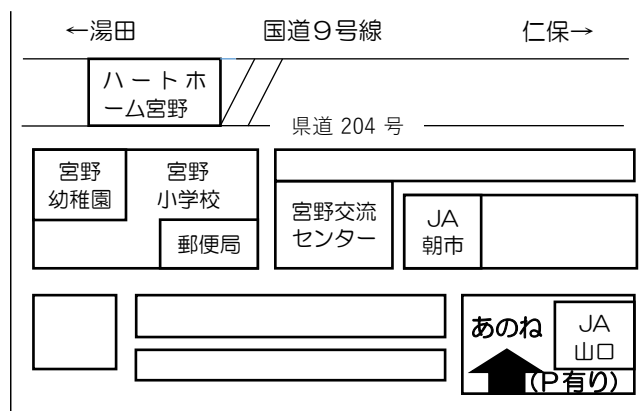 ←湯田 国道9号線 仁保→
ハートホ
ーム宮野
県道 204 号
宮野
幼稚園
宮野
小学校
郵便局
宮野交流
センター
JA
朝市
あのね
JA
山口
(P有り)